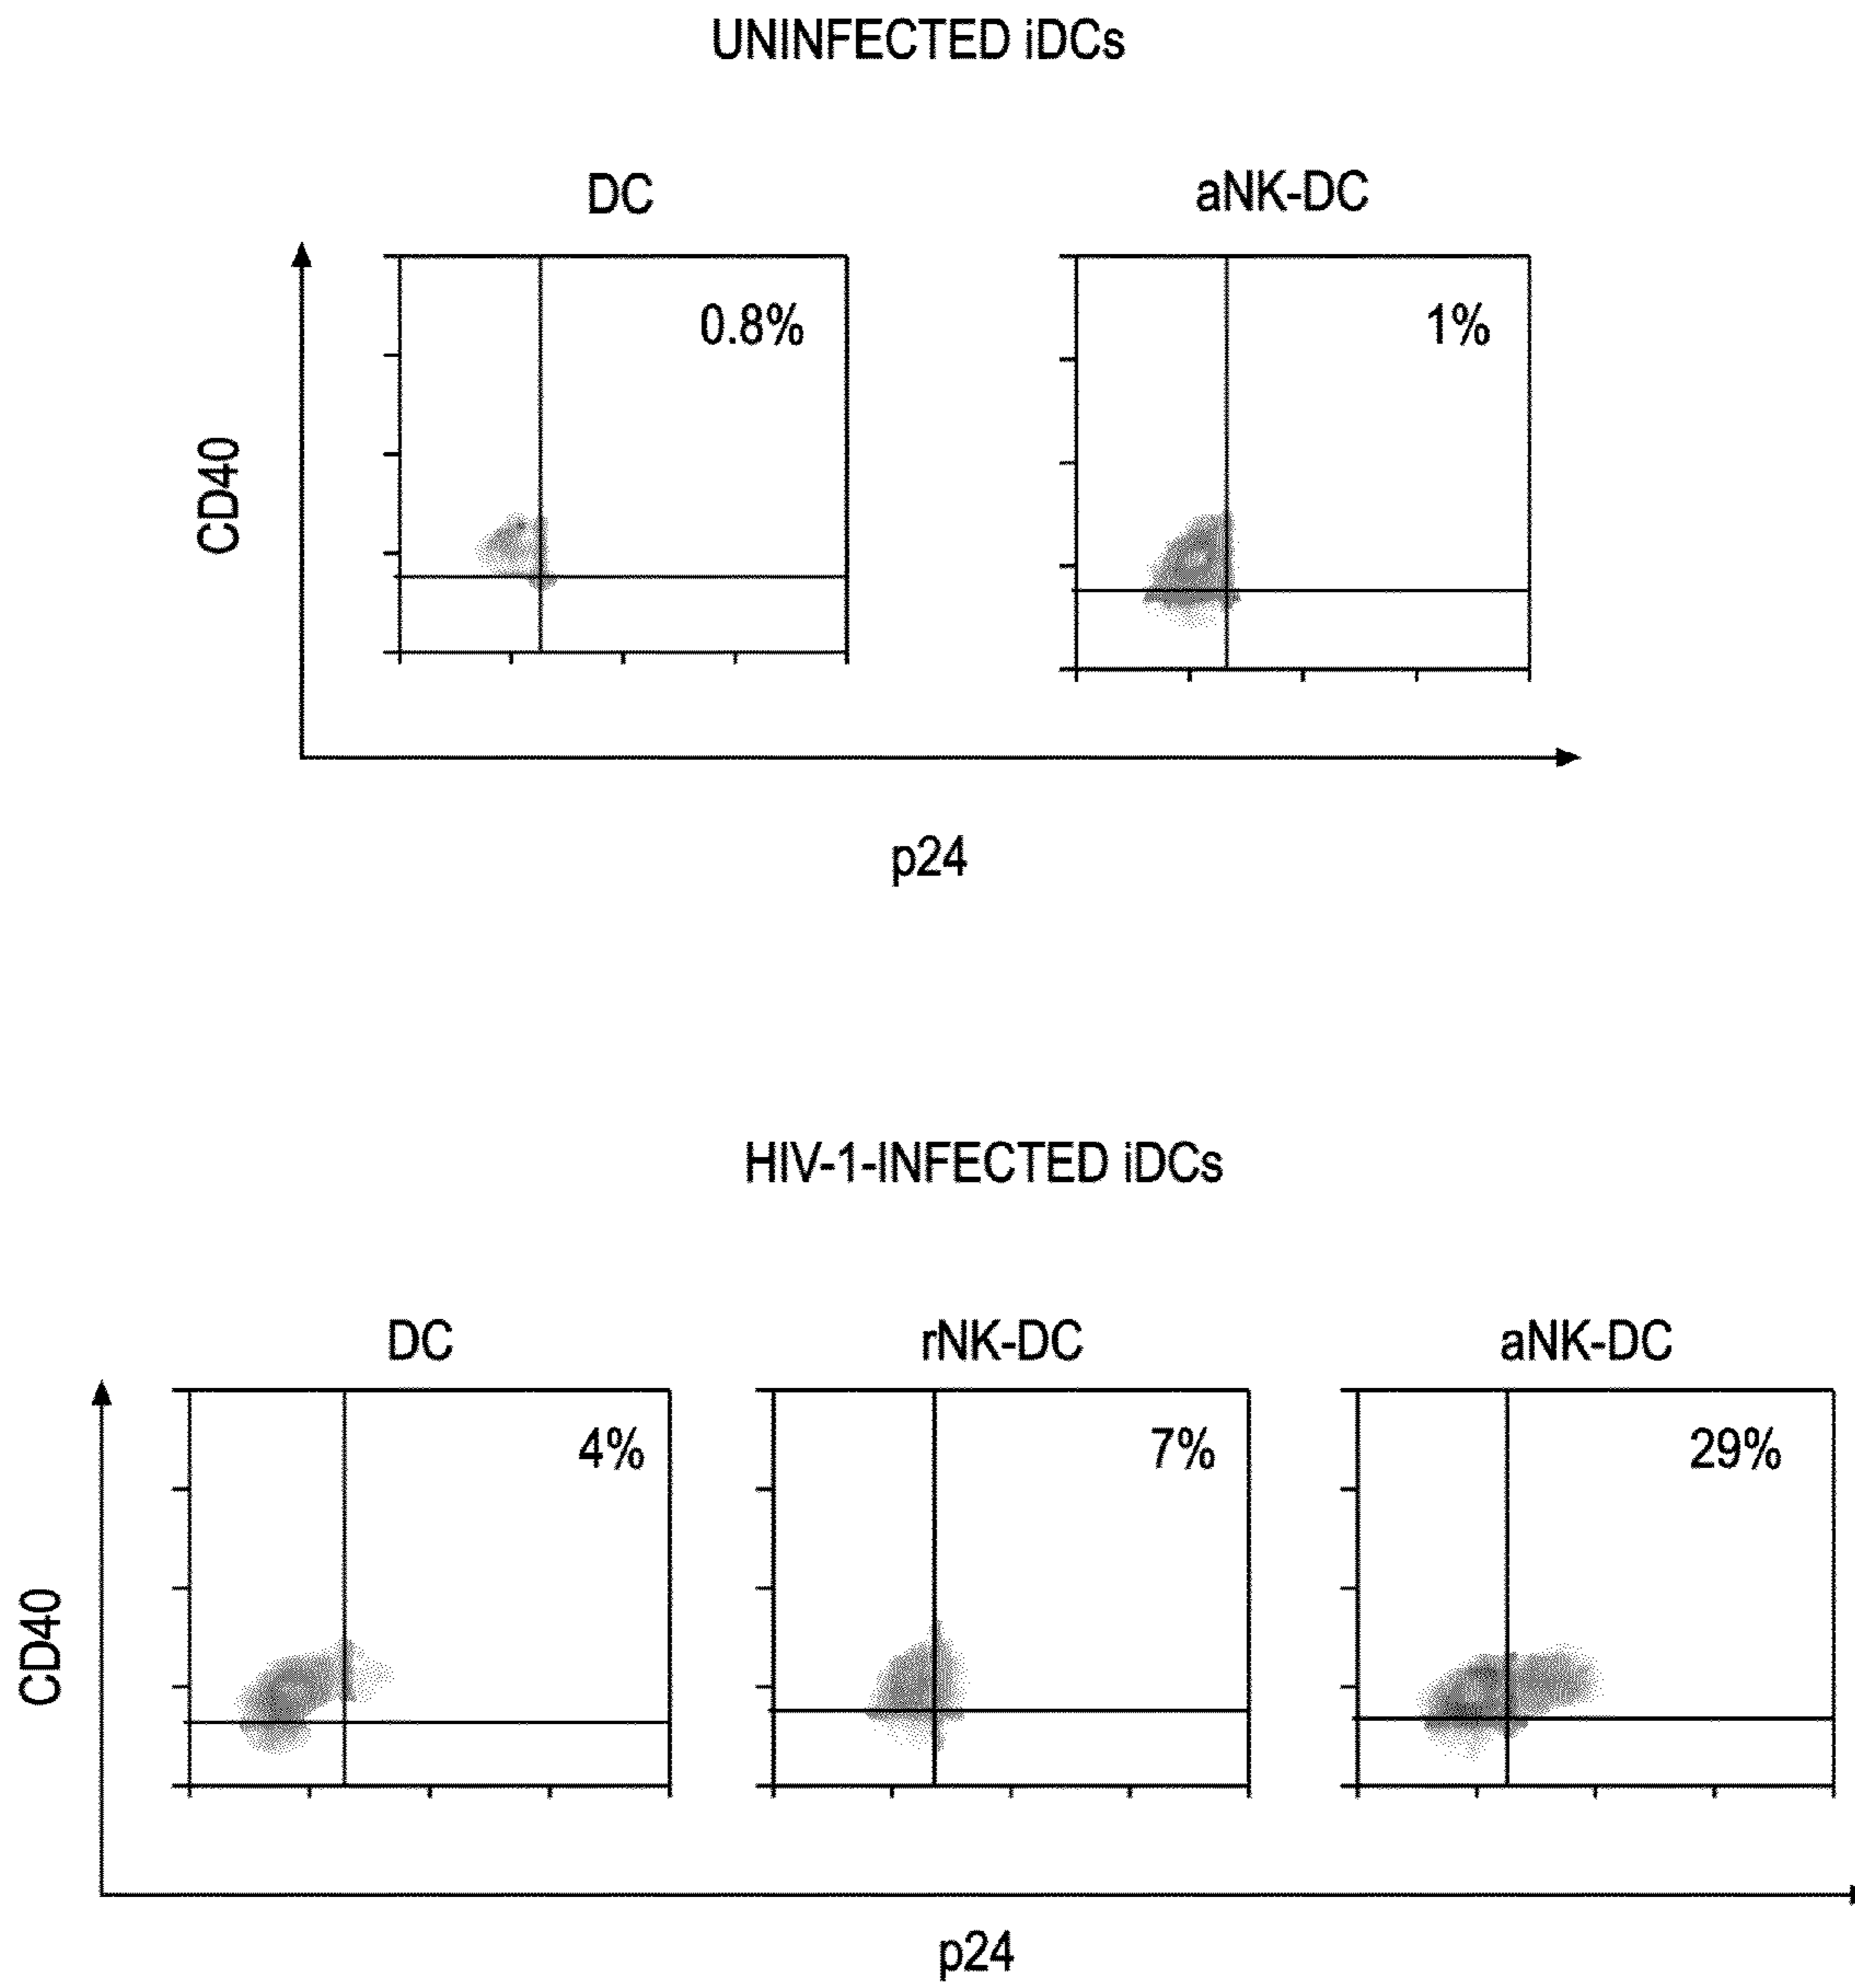 UNINFECTED iDCs
DC
aNK-DC
0.8%
1%
CD40
p24
HIV-1-INFECTED iDCs
DC
rNK-DC
aNK-DC
4%
7%
29%
CD40
p24